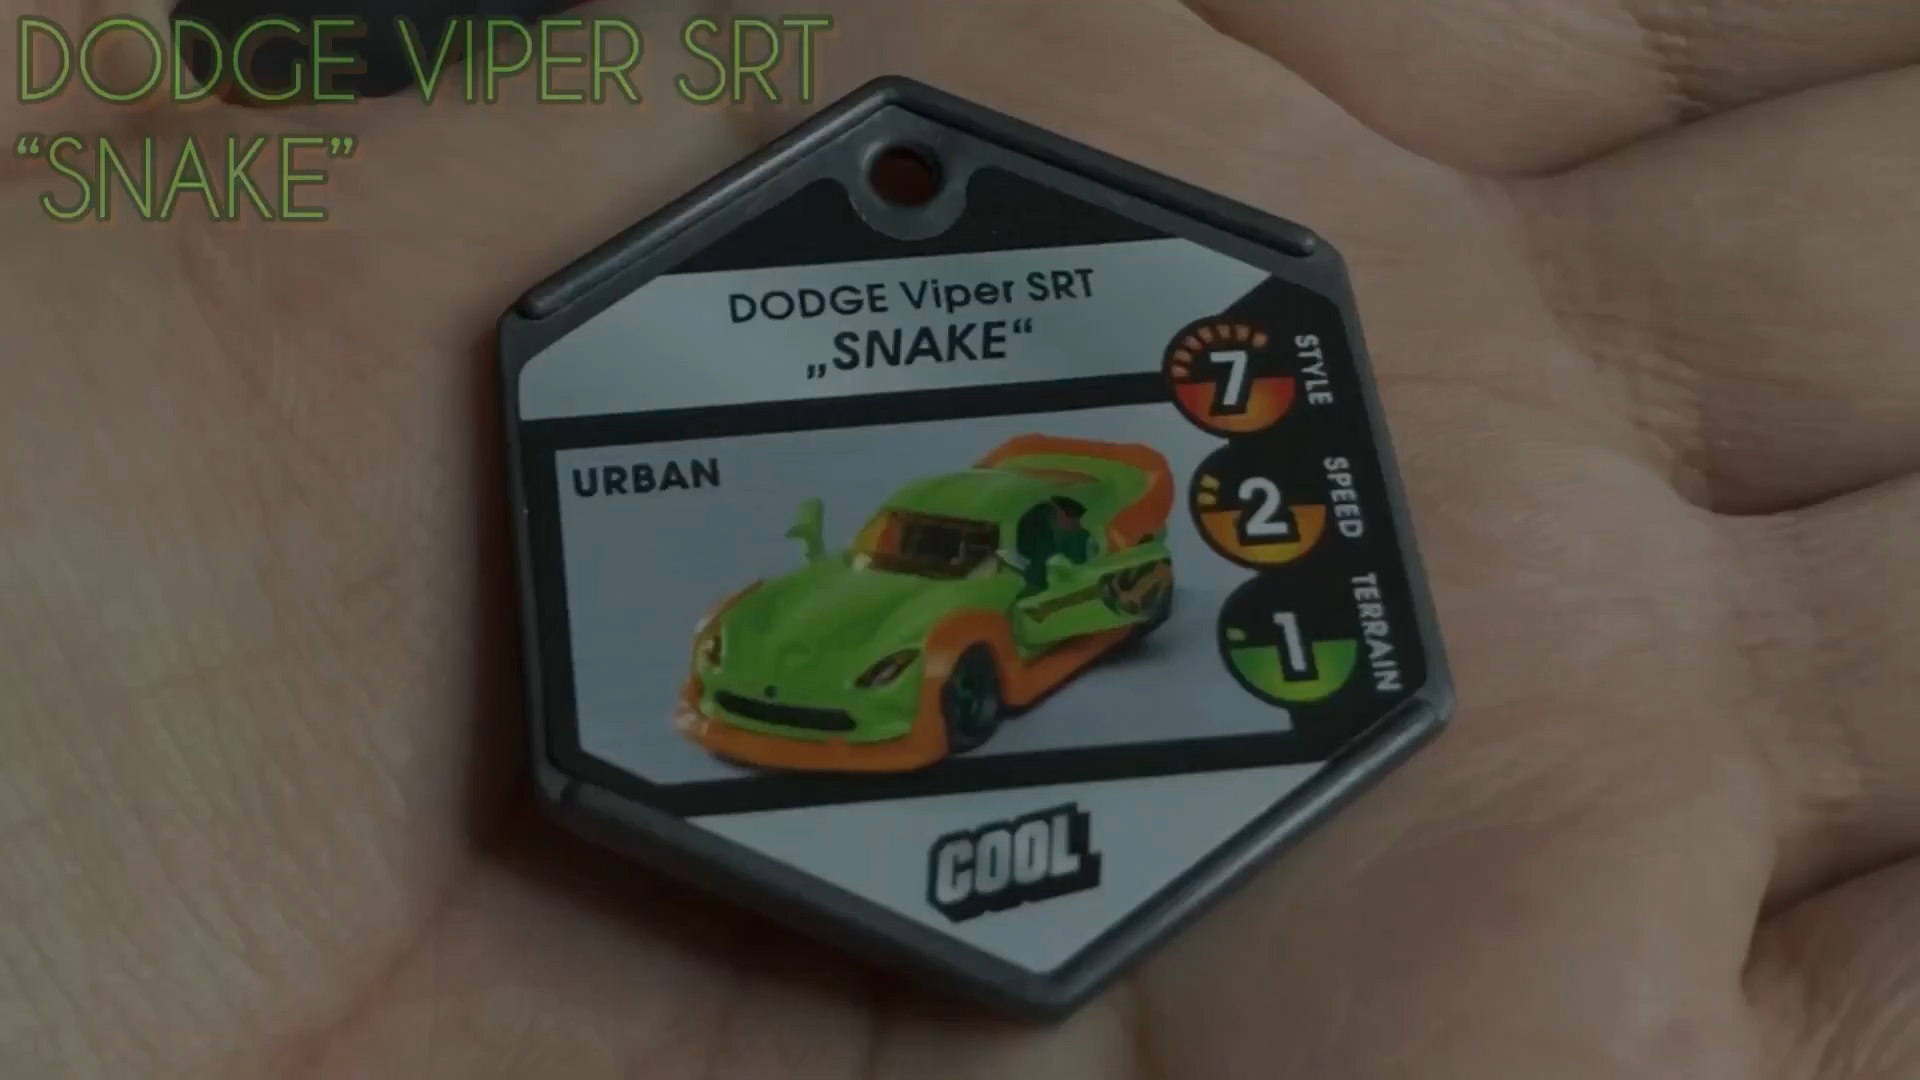 DODGE VIPER SRT
“SNAKE”
DODGE Viper SRT
„SNAKE“
URBAN
7 STYLE
2 SPEED
1 TERRAIN
COOL